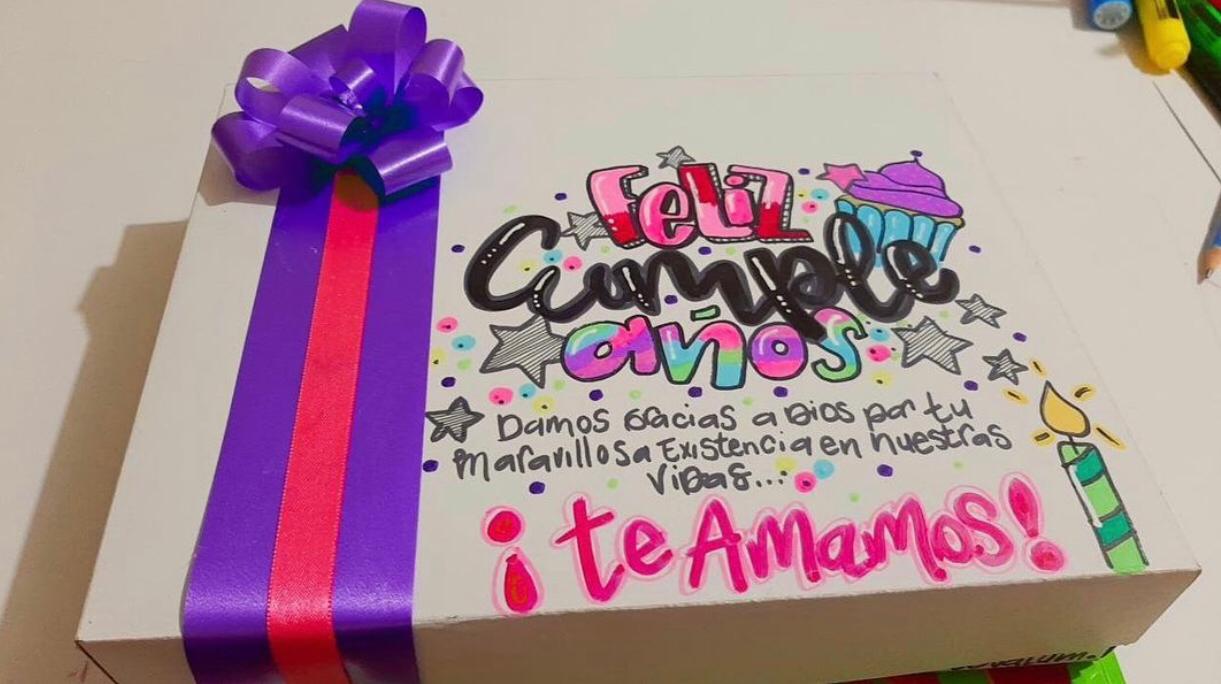 FeLiZ
Cumple
años
Damos Gracias a Dios por tu
maravillosa Existencia en nuestras
ViDas...
¡te AmamoS!